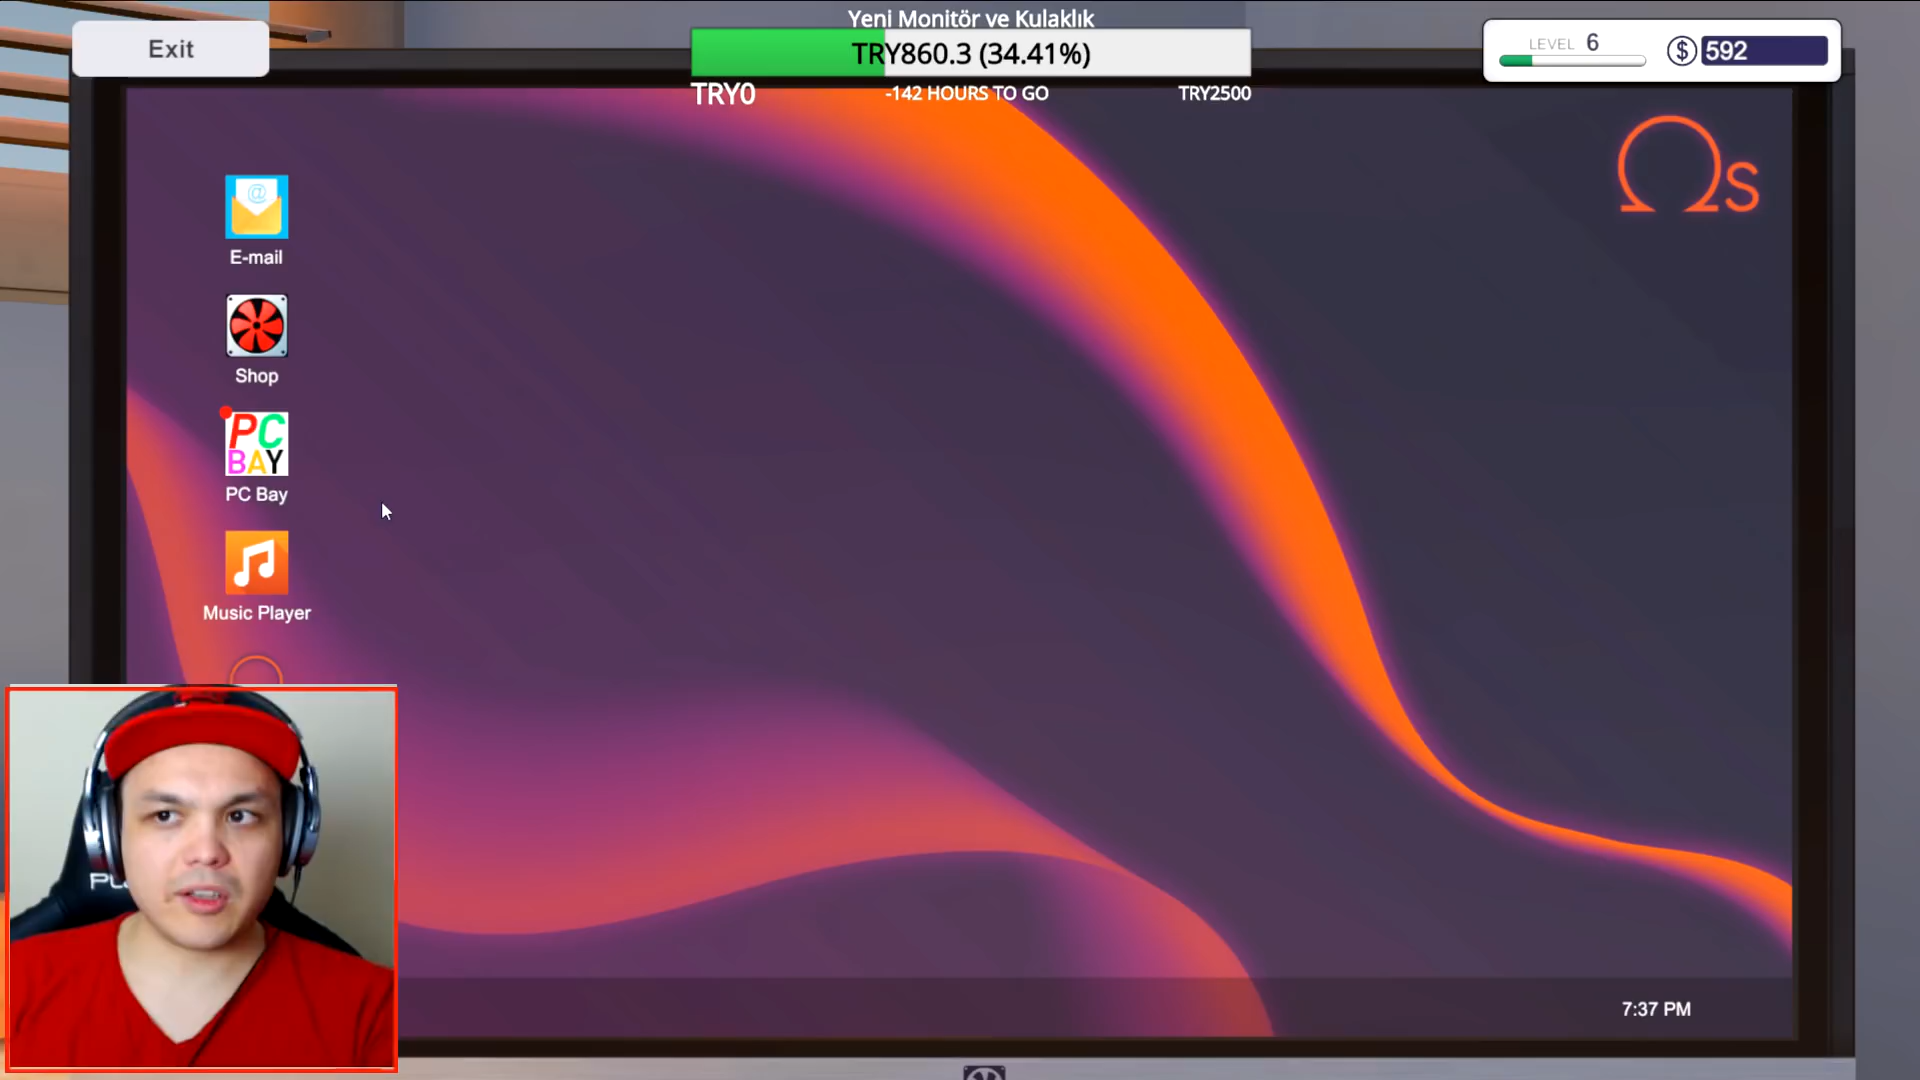 Yeni Monitör ve Kulaklık
Exit
TRY860.3 (34.41%)
LEVEL 6
$ 592
TRY0
-142 HOURS TO GO
TRY2500
Ωs
@
E-mail
Shop
PC
BAY
PC Bay
Music Player
7:37 PM